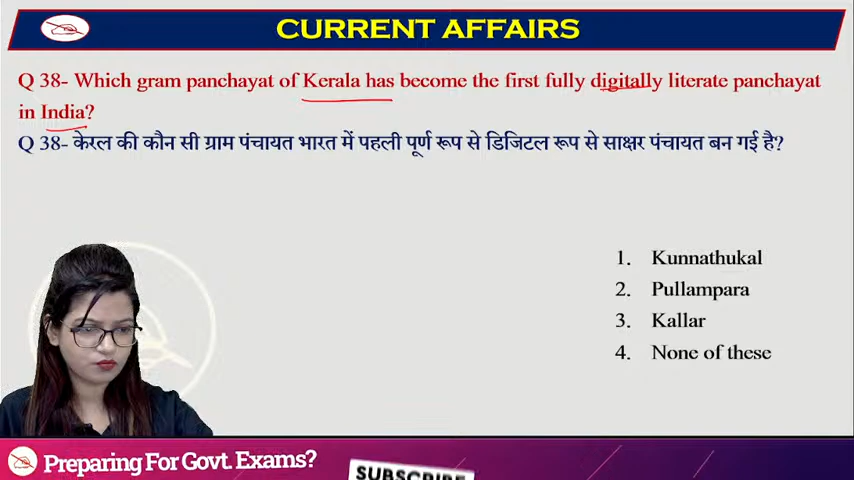 CURRENT AFFAIRS
Q 38- Which gram panchayat of Kerala has become the first fully digitally literate panchayat
in India?
Q 38- केरल की कौन सी ग्राम पंचायत भारत में पहली पूर्ण रूप से डिजिटल रूप से साक्षर पंचायत बन गई है?
1. Kunnathukal
2. Pullampara
3. Kallar
4. None of these
Preparing For Govt. Exams?
SUBSCRIBE